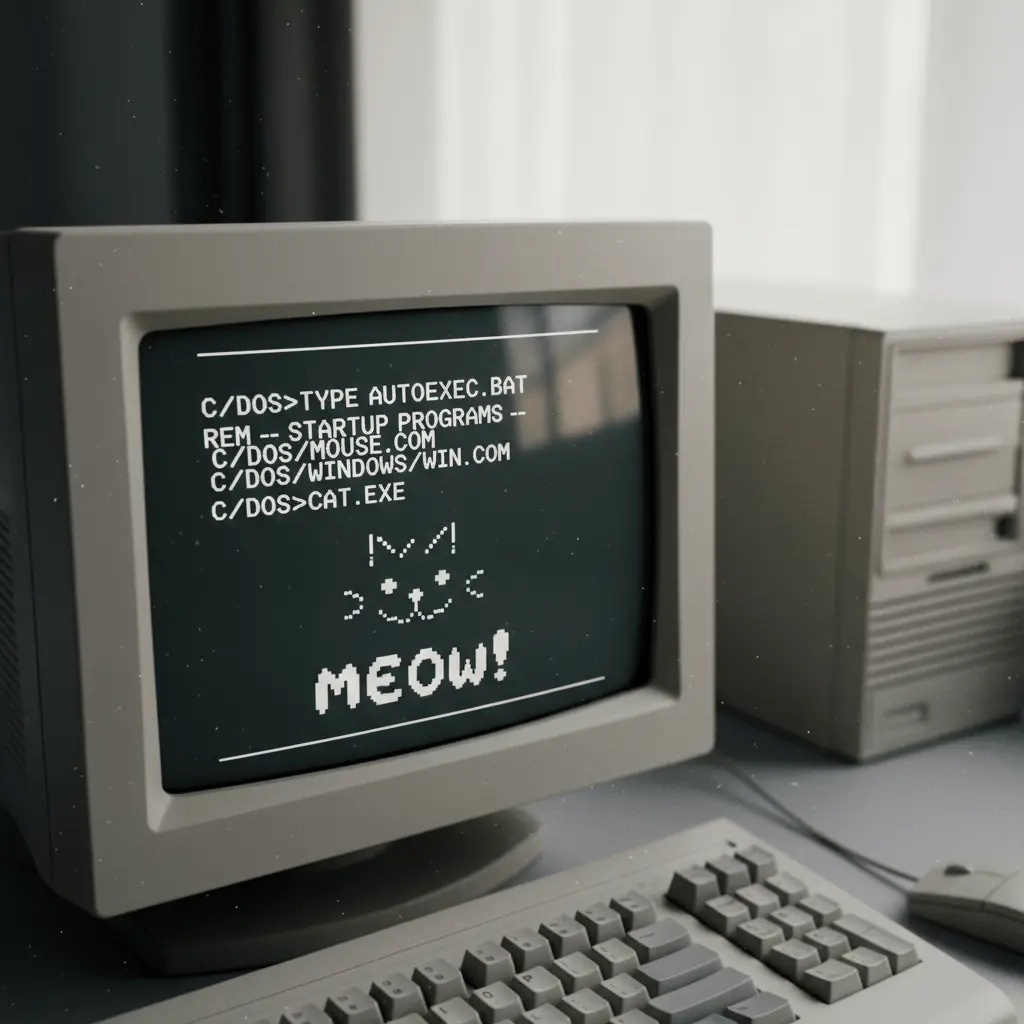 C/DOS>TYPE AUTOEXEC.BAT
REM -- STARTUP PROGRAMS --
C/DOS/MOUSE.COM
C/DOS/WINDOWS/WIN.COM
C/DOS>CAT.EXE
MEOW!